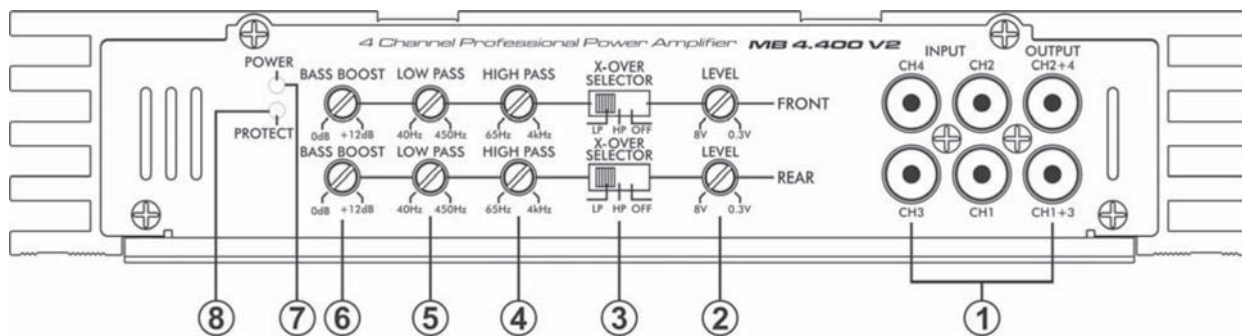 4 Channel Professional Power Amplifier MB 4.400 V2
POWER
PROTECT
BASS BOOST LOW PASS HIGH PASS X-OVER SELECTOR LEVEL
FRONT
0dB +12dB 40Hz 450Hz 65Hz 4kHz LP HP OFF 8V 0.3V
BASS BOOST LOW PASS HIGH PASS X-OVER SELECTOR LEVEL
REAR
0dB +12dB 40Hz 450Hz 65Hz 4kHz LP HP OFF 8V 0.3V
INPUT OUTPUT
CH4 CH2 CH2+4
CH3 CH1 CH1+3
8 7 6 5 4 3 2 1